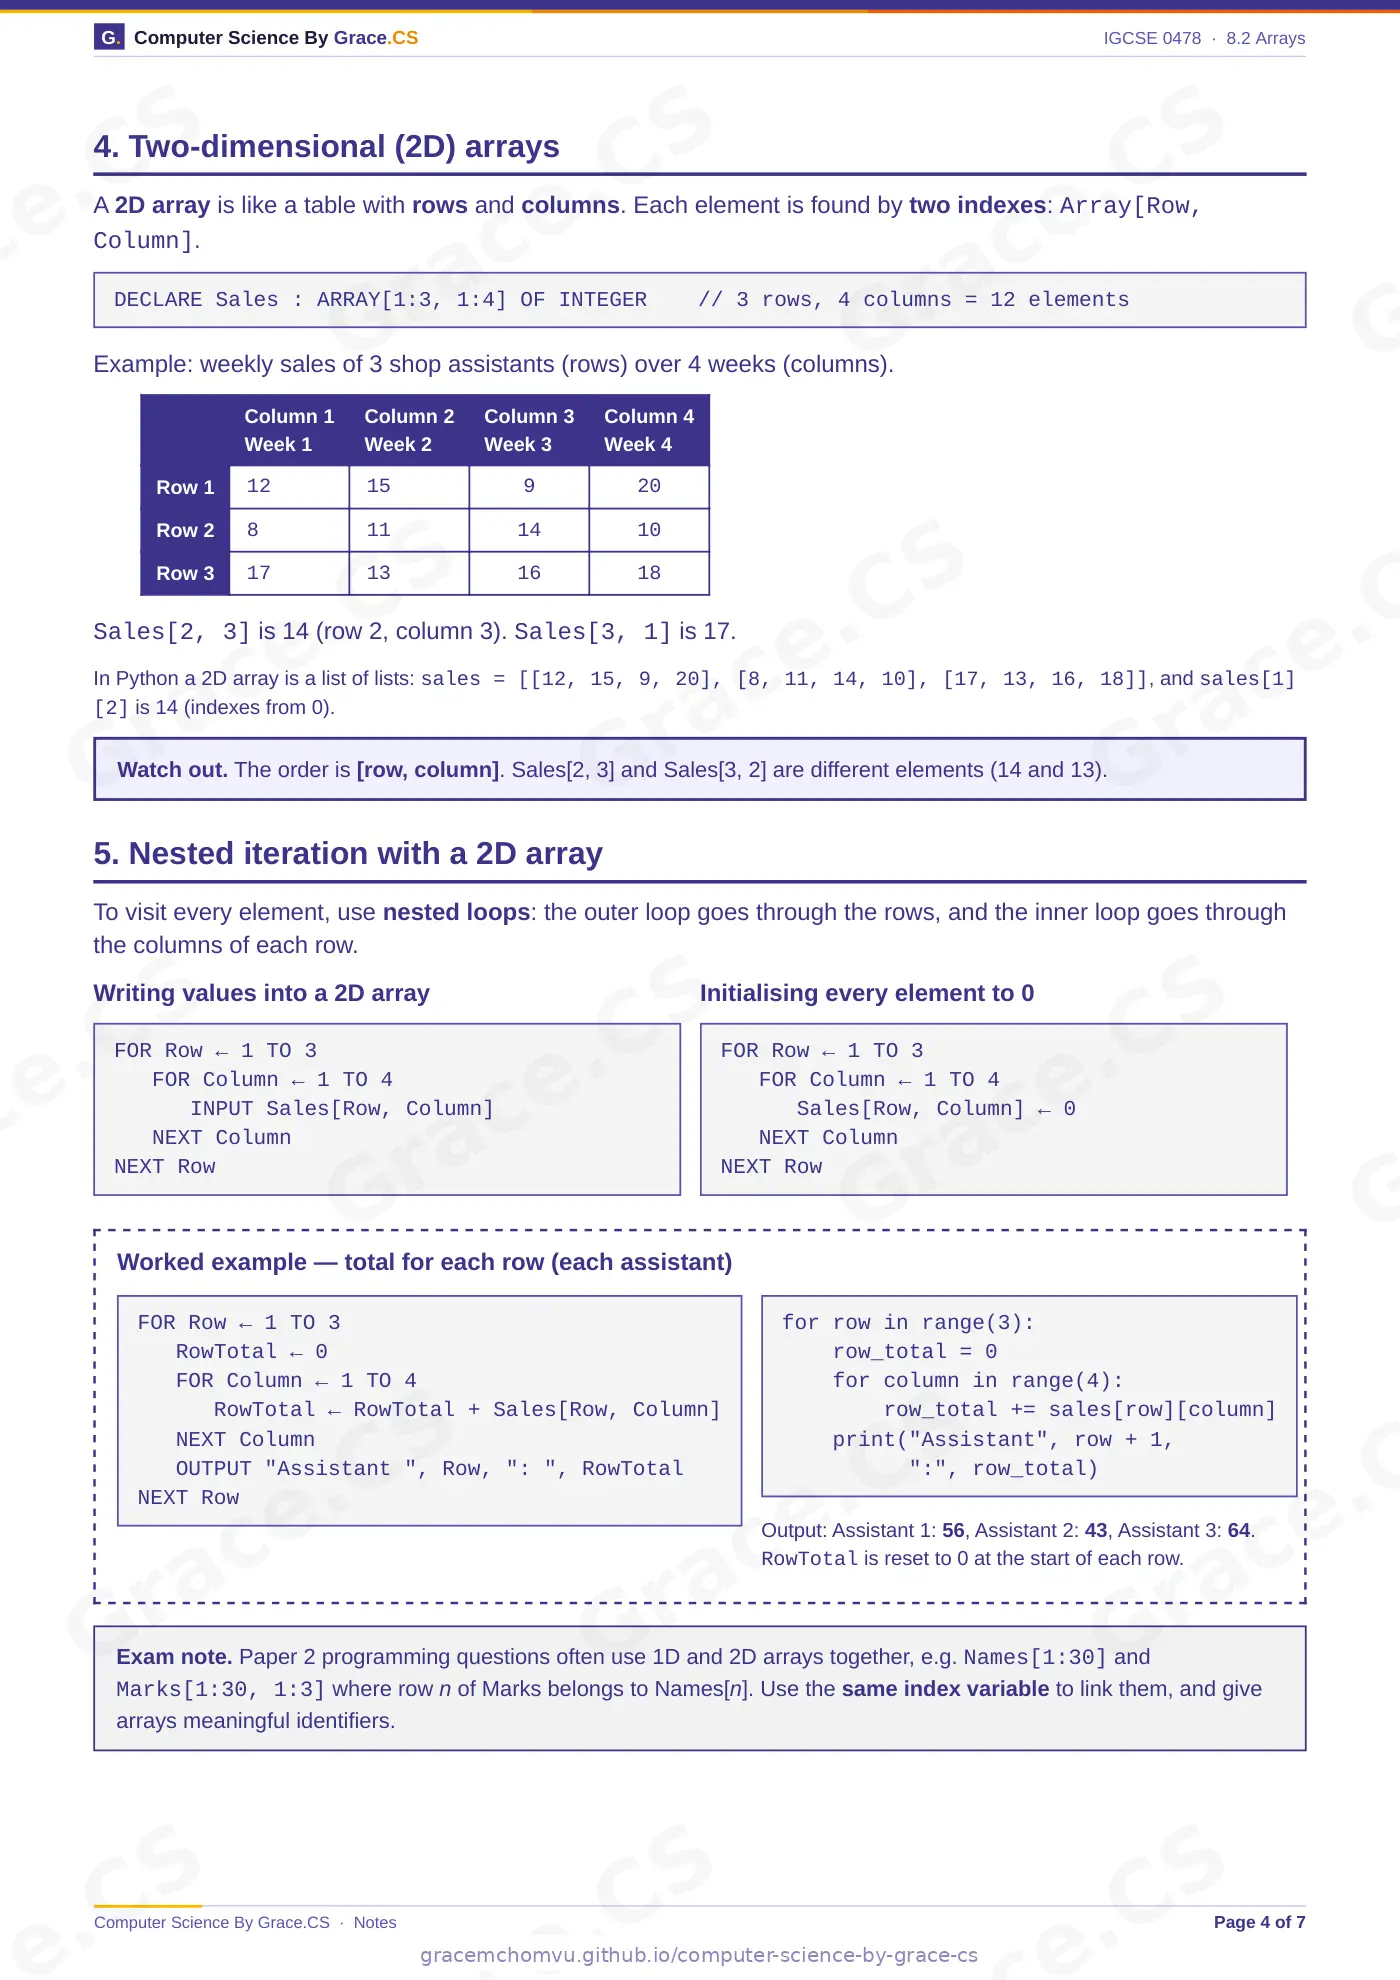 G. Computer Science By Grace.CS
IGCSE 0478 · 8.2 Arrays
4. Two-dimensional (2D) arrays
A 2D array is like a table with rows and columns. Each element is found by two indexes: Array[Row,
Column].
DECLARE Sales : ARRAY[1:3, 1:4] OF INTEGER    // 3 rows, 4 columns = 12 elements
Example: weekly sales of 3 shop assistants (rows) over 4 weeks (columns).
Column 1 Column 2 Column 3 Column 4
Week 1 Week 2 Week 3 Week 4
Row 1 12 15 9 20
Row 2 8 11 14 10
Row 3 17 13 16 18
Sales[2, 3] is 14 (row 2, column 3). Sales[3, 1] is 17.
In Python a 2D array is a list of lists: sales = [[12, 15, 9, 20], [8, 11, 14, 10], [17, 13, 16, 18]], and sales[1]
[2] is 14 (indexes from 0).
Watch out. The order is [row, column]. Sales[2, 3] and Sales[3, 2] are different elements (14 and 13).
5. Nested iteration with a 2D array
To visit every element, use nested loops: the outer loop goes through the rows, and the inner loop goes through
the columns of each row.
Writing values into a 2D array
FOR Row ← 1 TO 3
   FOR Column ← 1 TO 4
      INPUT Sales[Row, Column]
   NEXT Column
NEXT Row
Initialising every element to 0
FOR Row ← 1 TO 3
   FOR Column ← 1 TO 4
      Sales[Row, Column] ← 0
   NEXT Column
NEXT Row
Worked example — total for each row (each assistant)
FOR Row ← 1 TO 3
   RowTotal ← 0
   FOR Column ← 1 TO 4
      RowTotal ← RowTotal + Sales[Row, Column]
   NEXT Column
   OUTPUT "Assistant ", Row, ": ", RowTotal
NEXT Row
for row in range(3):
    row_total = 0
    for column in range(4):
        row_total += sales[row][column]
    print("Assistant", row + 1,
          ":", row_total)
Output: Assistant 1: 56, Assistant 2: 43, Assistant 3: 64.
RowTotal is reset to 0 at the start of each row.
Exam note. Paper 2 programming questions often use 1D and 2D arrays together, e.g. Names[1:30] and
Marks[1:30, 1:3] where row n of Marks belongs to Names[n]. Use the same index variable to link them, and give
arrays meaningful identifiers.
Computer Science By Grace.CS · Notes
Page 4 of 7
gracemchomvu.github.io/computer-science-by-grace-cs